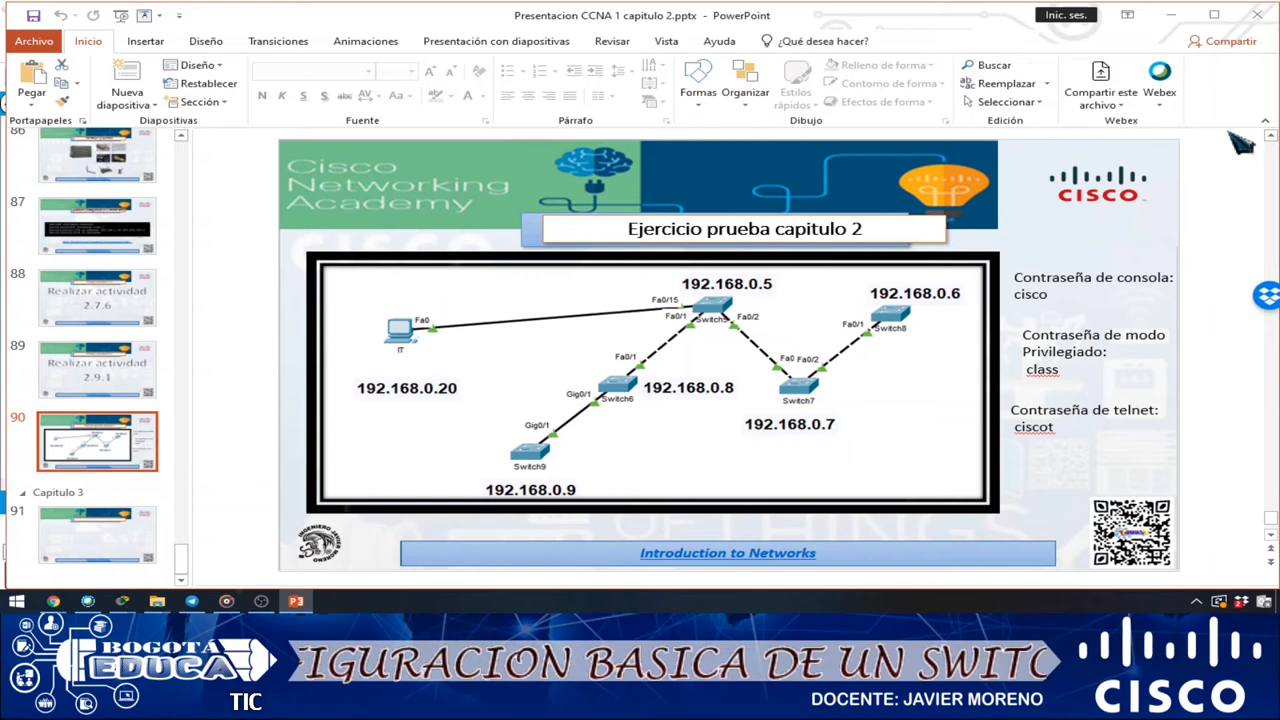 Presentacion CCNA 1 capitulo 2.pptx - PowerPoint
Inic. ses.
Archivo
Inicio
Insertar
Diseño
Transiciones
Animaciones
Presentación con diapositivas
Revisar
Vista
Ayuda
¿Qué desea hacer?
Compartir
Pegar
Nueva
diapositiva
Diseño
Restablecer
Sección
N K S abc AV Aa A
Formas
Organizar
Estilos
rápidos
Relleno de forma
Contorno de forma
Efectos de forma
Buscar
Reemplazar
Seleccionar
Compartir este
archivo
Webex
Portapapeles
Diapositivas
Fuente
Párrafo
Dibujo
Edición
Webex
86
87
88
Realizar actividad
2.7.6
89
Realizar actividad
2.9.1
90
Capitulo 3
91
Cisco
Networking
Academy
CISCO
Ejercicio prueba capitulo 2
192.168.0.5
192.168.0.6
Fa0/15
Fa0
Fa0/1
Switch5
Fa0/2
Fa0/1
Switch8
IT
192.168.0.20
Fa0/1
Fa0
Fa0/2
Switch6
192.168.0.8
Switch7
192.168.0.7
Gig0/1
Gig0/1
Switch9
192.168.0.9
Contraseña de consola:
cisco
Contraseña de modo
Privilegiado:
class
Contraseña de telnet:
ciscot
Introduction to Networks
BOGOTÁ
EDUCA
TIC
FIGURACION BASICA DE UN SWITC
DOCENTE: JAVIER MORENO
CISCO